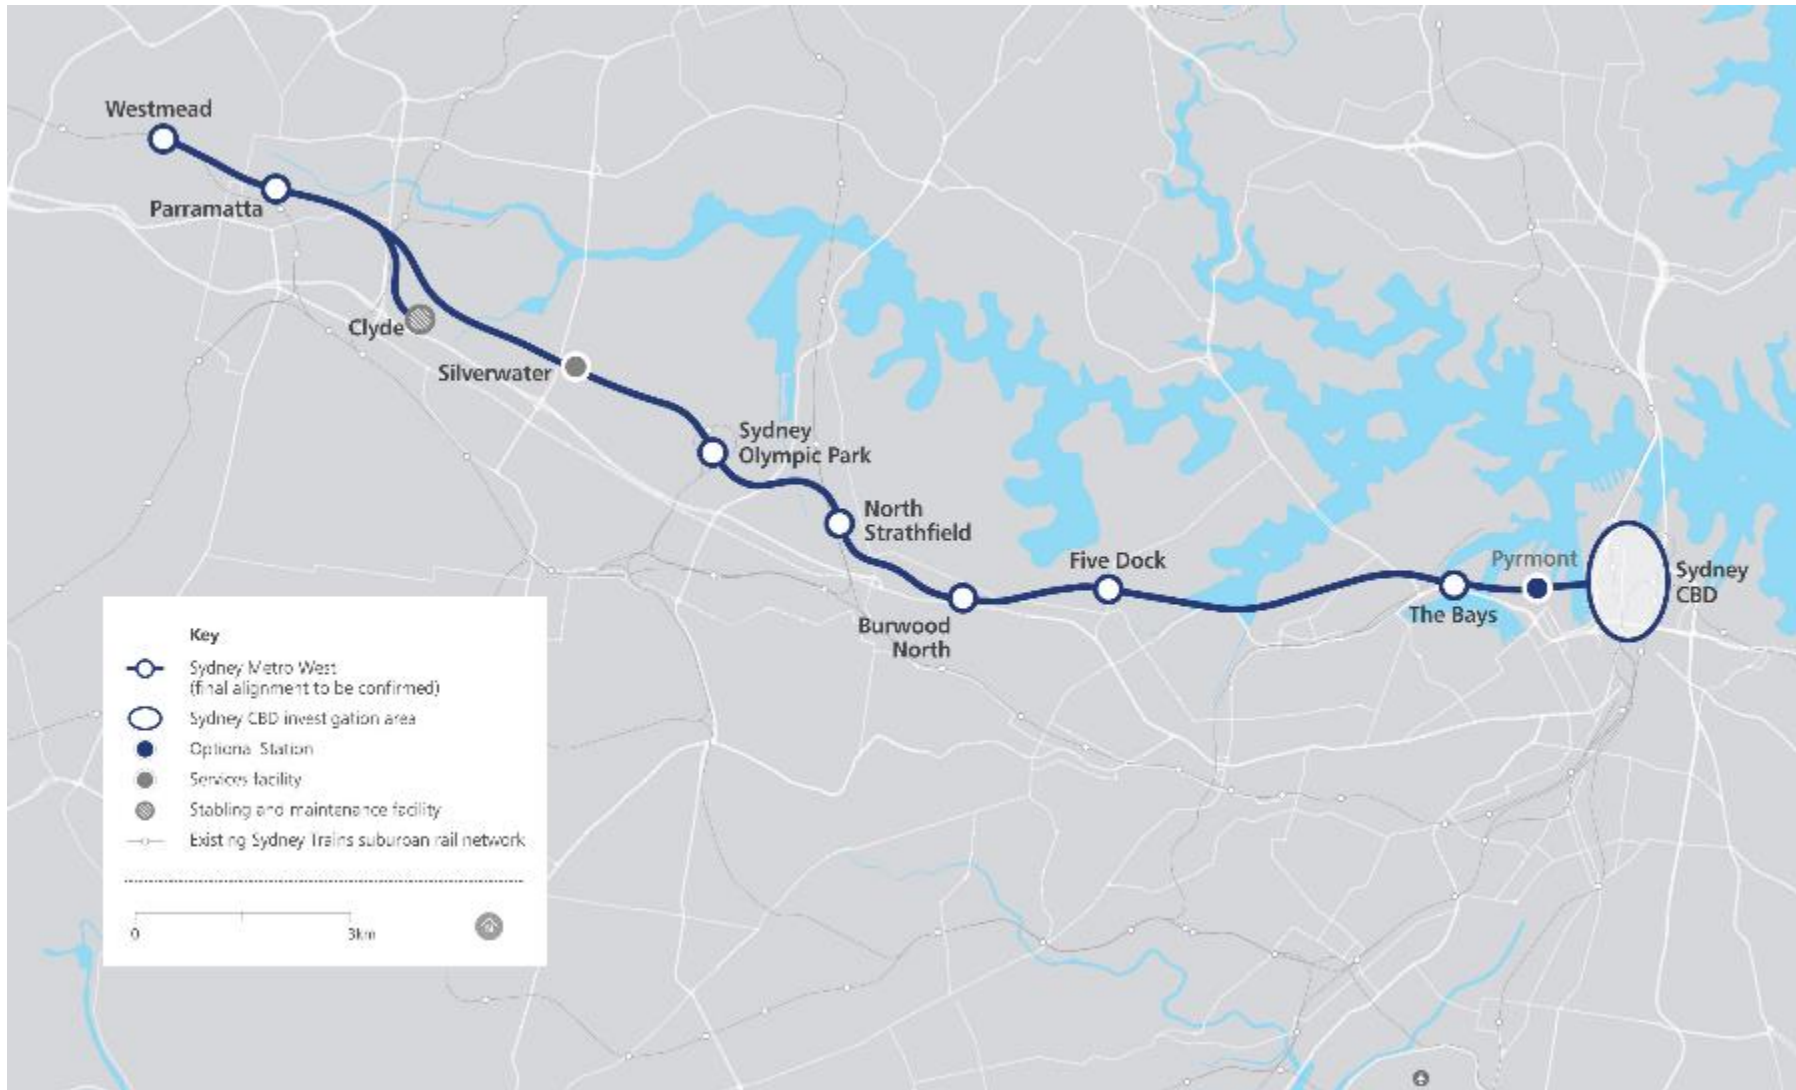 Westmead
Parramatta
Clyde
Silverwater
Sydney
Olympic Park
North
Strathfield
Burwood
North
Five Dock
The Bays
Pyrmont
Sydney
CBD
Key
Sydney Metro West
(final alignment to be confirmed)
Sydney CBD investigation area
Optional Station
Services facility
Stabling and maintenance facility
Existing Sydney Trains suburban rail network
0
3km